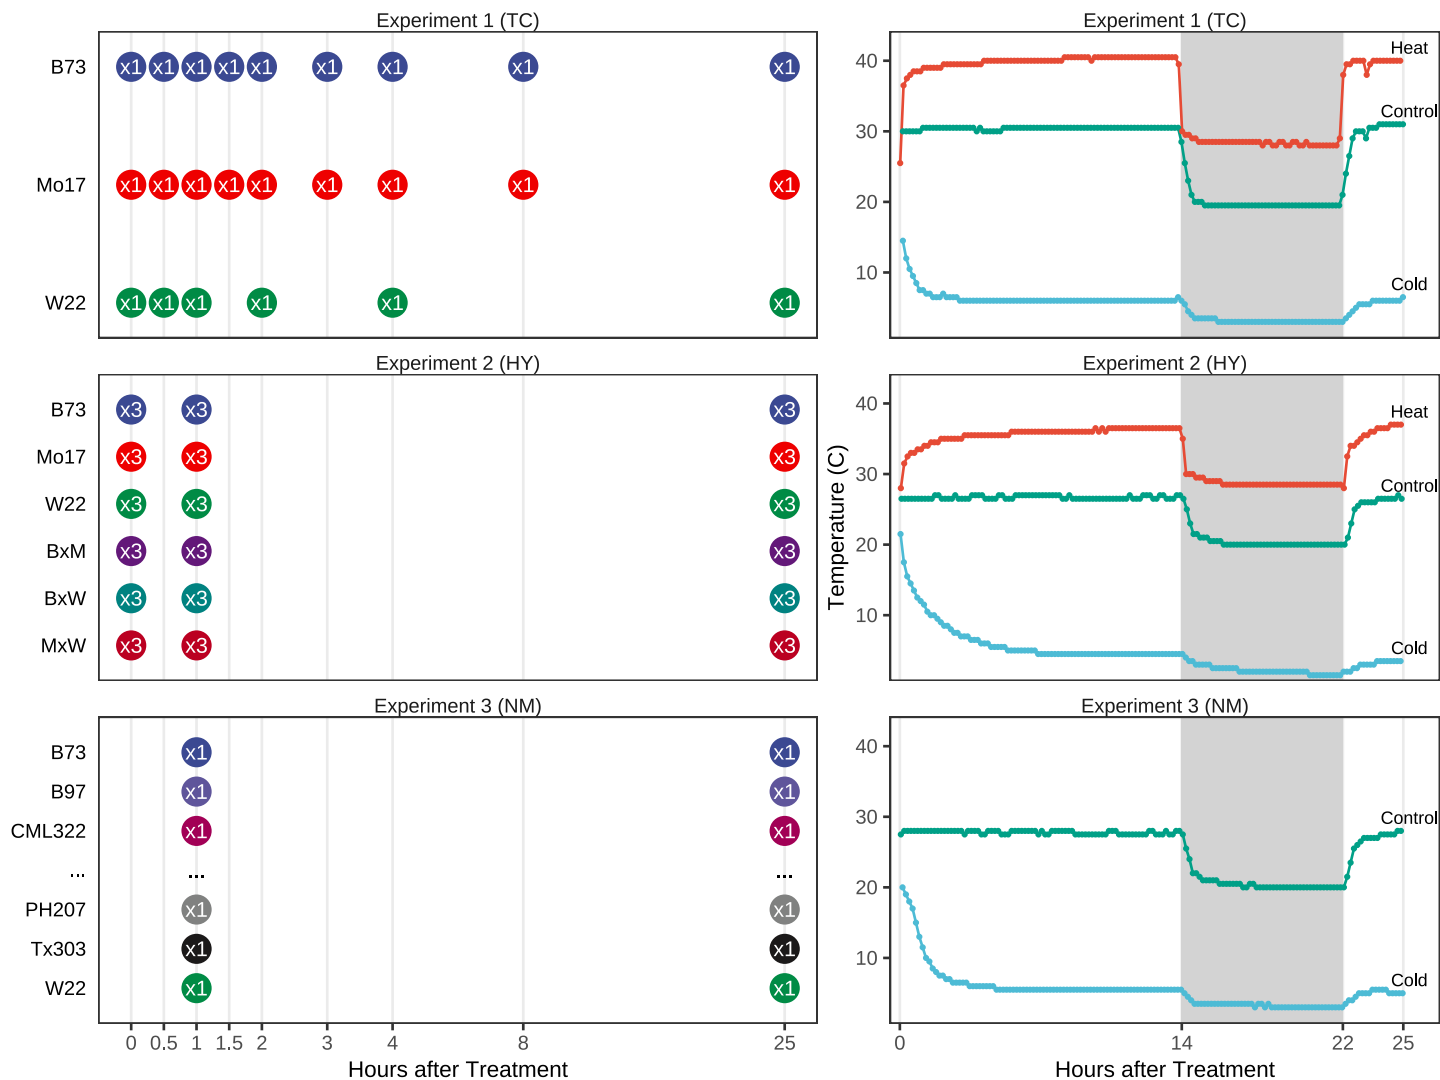 Experiment 1 (TC)
B73 x1 x1 x1 x1 x1 x1 x1 x1 x1
Mo17 x1 x1 x1 x1 x1 x1 x1 x1 x1
W22 x1 x1 x1 x1 x1 x1
Experiment 2 (HY)
B73 x3 x3 x3
Mo17 x3 x3 x3
W22 x3 x3 x3
BxM x3 x3 x3
BxW x3 x3 x3
MxW x3 x3 x3
Experiment 3 (NM)
B73 x1 x1
B97 x1 x1
CML322 x1 x1
... ... ...
PH207 x1 x1
Tx303 x1 x1
W22 x1 x1
0 0.5 1 1.5 2 3 4 8 25
Hours after Treatment
Experiment 1 (TC)
40
30
20
10
Heat
Control
Cold
Experiment 2 (HY)
Temperature (C)
40
30
20
10
Heat
Control
Cold
Experiment 3 (NM)
40
30
20
10
Control
Cold
0 14 22 25
Hours after Treatment